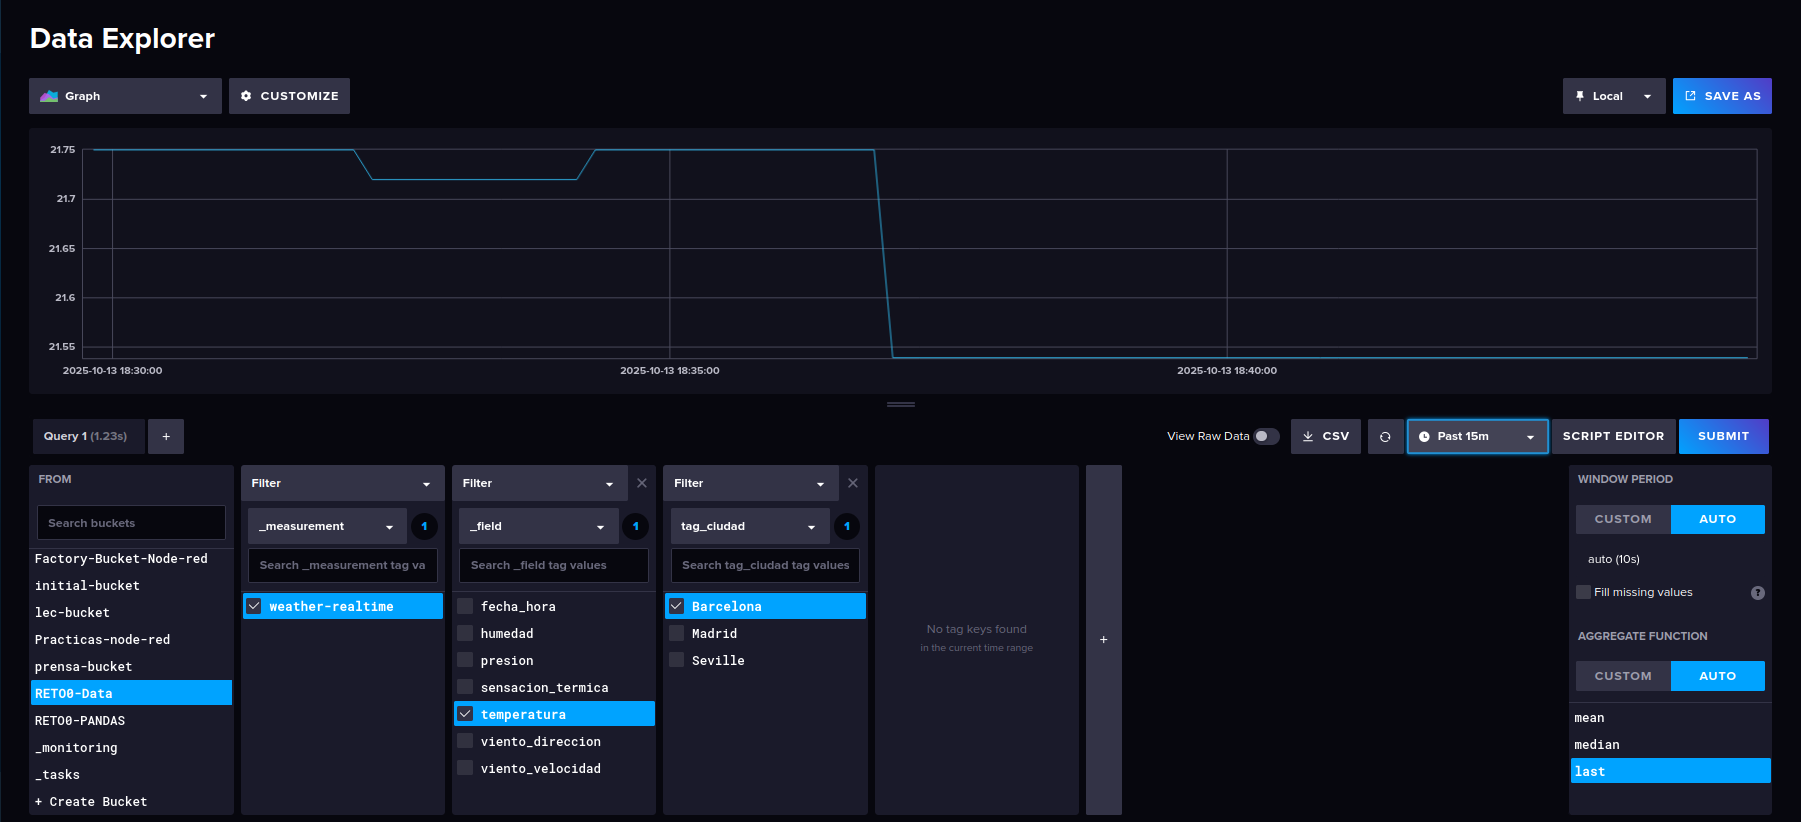 Data Explorer
Graph
CUSTOMIZE
Local
SAVE AS
21.75
21.7
21.65
21.6
21.55
2025-10-13 18:30:00
2025-10-13 18:35:00
2025-10-13 18:40:00
Query 1 (1.23s)
+
View Raw Data
CSV
Past 15m
SCRIPT EDITOR
SUBMIT
FROM
Search buckets
Factory-Bucket-Node-red
initial-bucket
lec-bucket
Practicas-node-red
prensa-bucket
RETO0-Data
RETO0-PANDAS
_monitoring
_tasks
+ Create Bucket
Filter
_measurement
1
Search _measurement tag va
weather-realtime
Filter
_field
1
Search _field tag values
fecha_hora
humedad
presion
sensacion_termica
temperatura
viento_direccion
viento_velocidad
Filter
tag_ciudad
1
Search tag_ciudad tag values
Barcelona
Madrid
Seville
No tag keys found
in the current time range
+
WINDOW PERIOD
CUSTOM
AUTO
auto (10s)
Fill missing values
?
AGGREGATE FUNCTION
CUSTOM
AUTO
mean
median
last